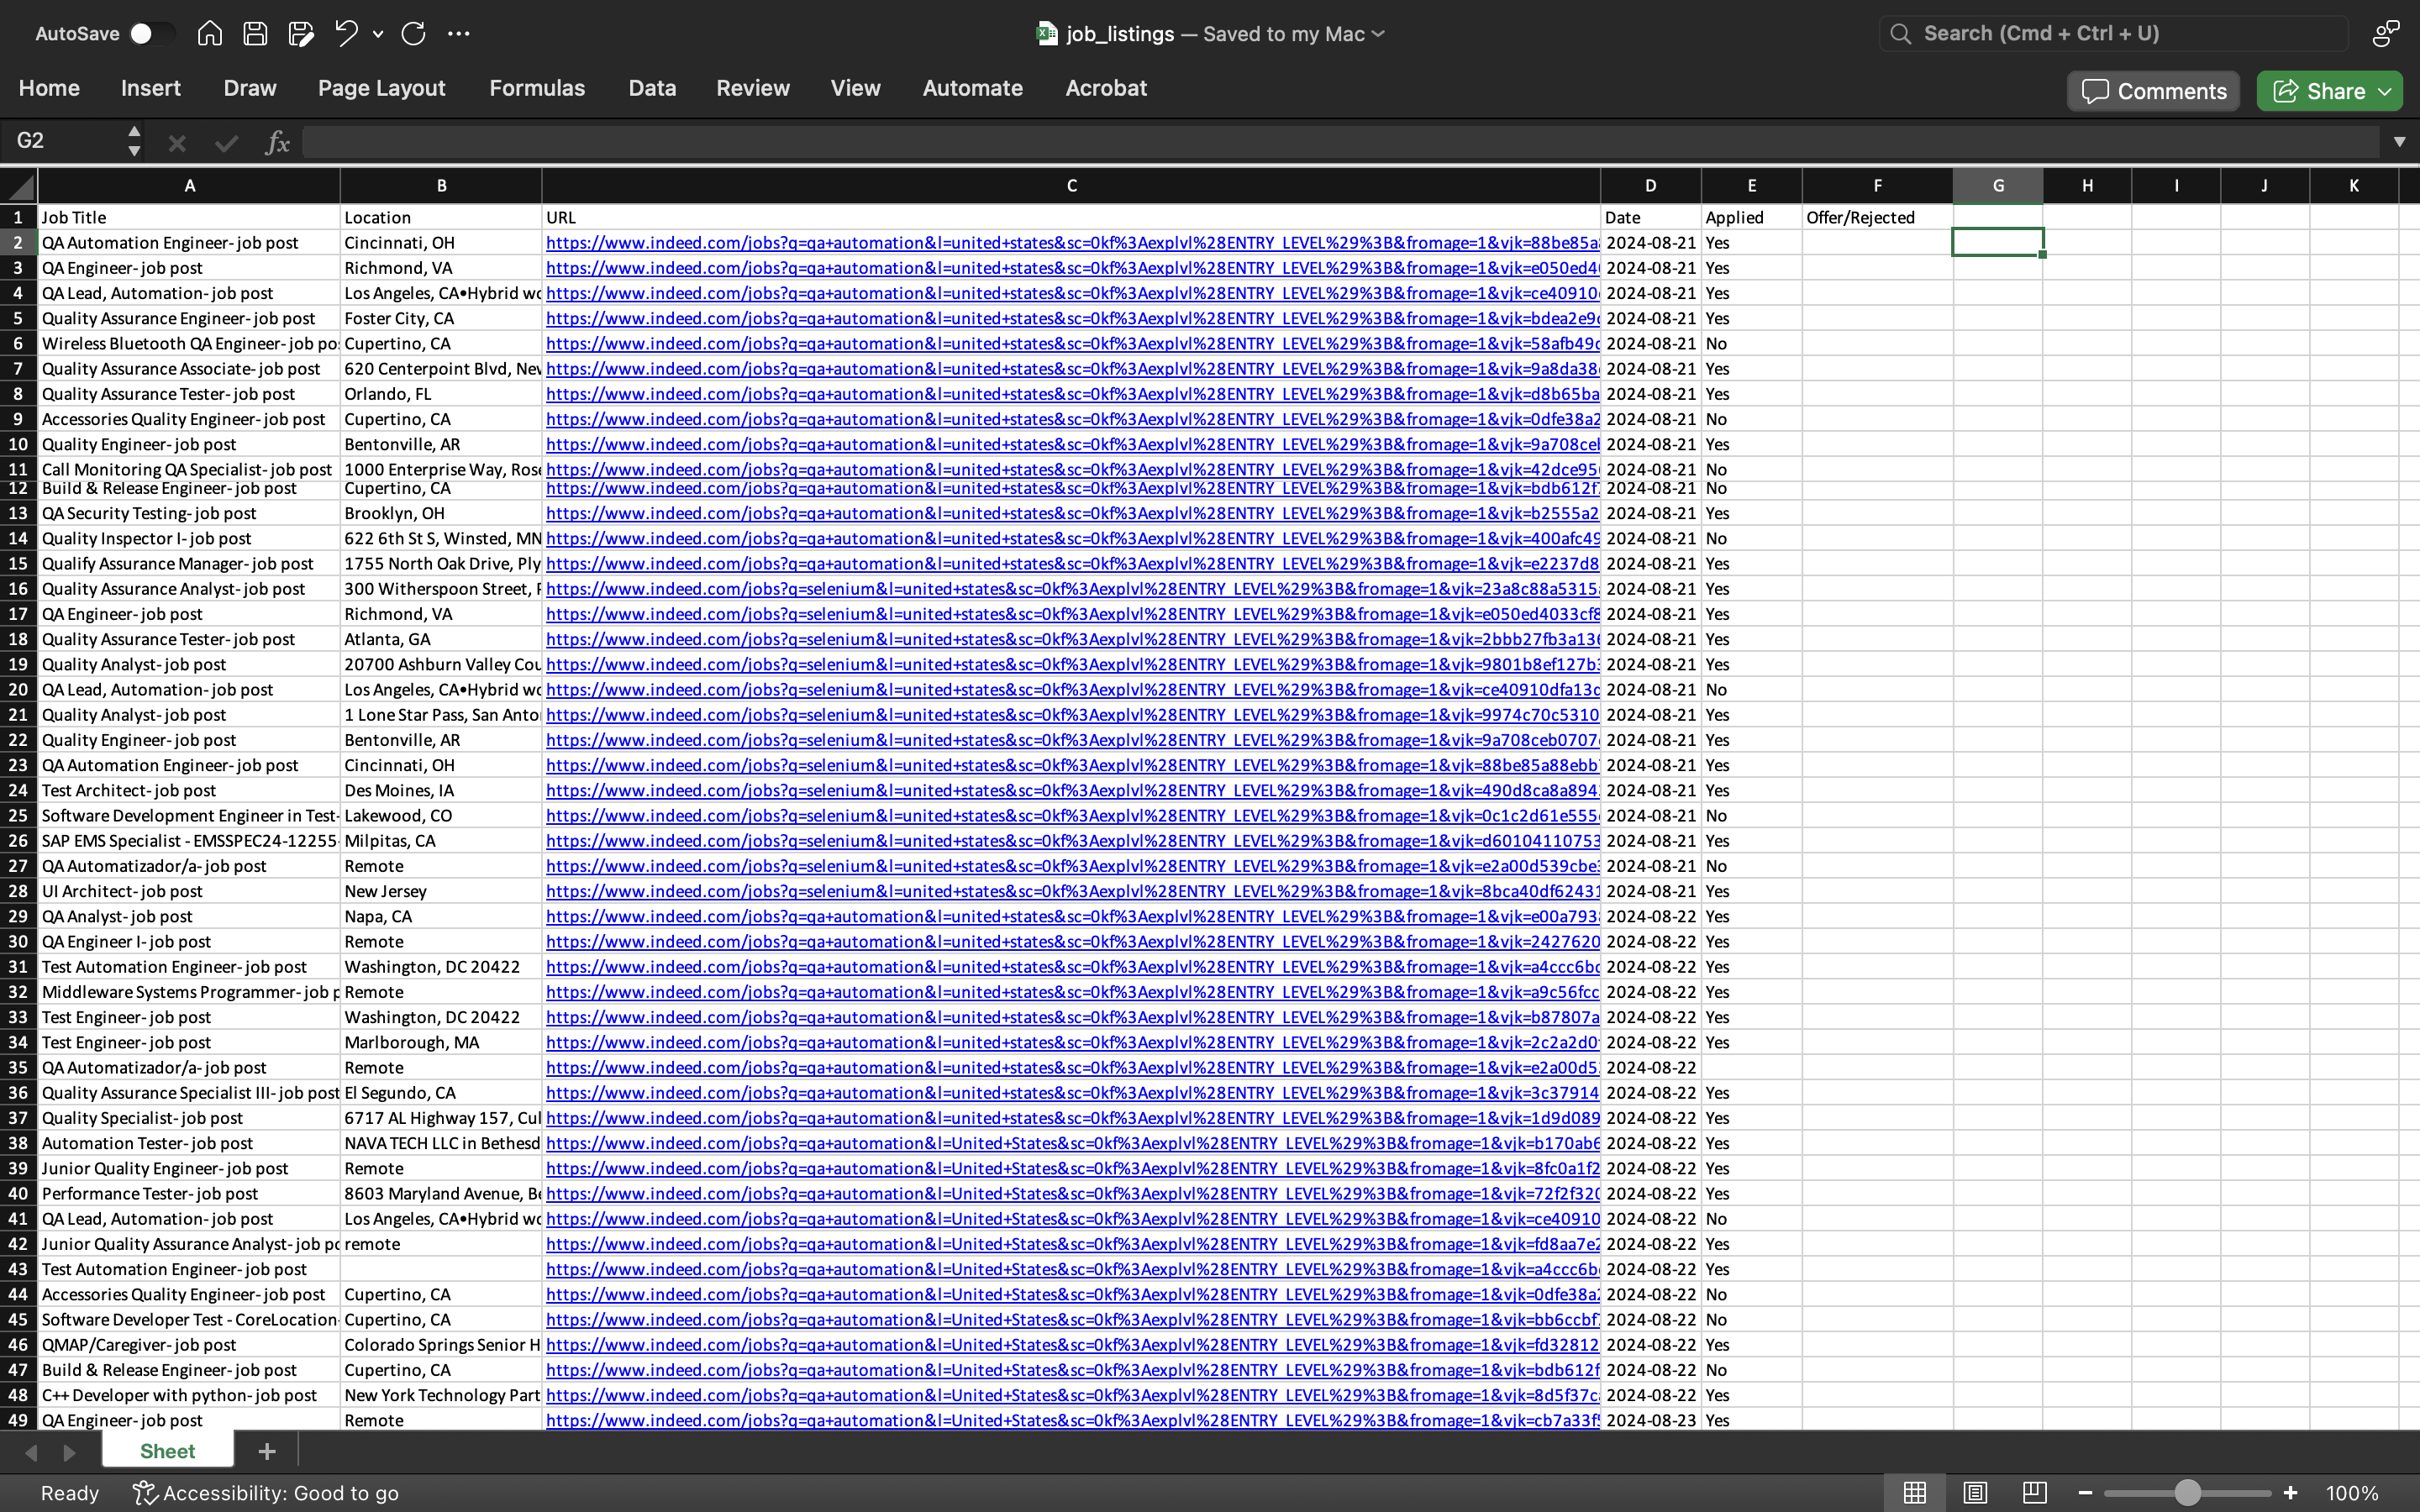 AutoSave job_listings — Saved to my Mac Search (Cmd + Ctrl + U)
Home Insert Draw Page Layout Formulas Data Review View Automate Acrobat Comments Share
G2 fx
A B C D E F G H I J K
1 Job Title Location URL Date Applied Offer/Rejected
2 QA Automation Engineer- job post Cincinnati, OH https://www.indeed.com/jobs?q=qa+automation&l=united+states&sc=0kf%3Aexplvl%28ENTRY_LEVEL%29%3B&fromage=1&vjk=88be85a 2024-08-21 Yes
3 QA Engineer- job post Richmond, VA https://www.indeed.com/jobs?q=qa+automation&l=united+states&sc=0kf%3Aexplvl%28ENTRY_LEVEL%29%3B&fromage=1&vjk=e050ed4 2024-08-21 Yes
4 QA Lead, Automation- job post Los Angeles, CA•Hybrid wo https://www.indeed.com/jobs?q=qa+automation&l=united+states&sc=0kf%3Aexplvl%28ENTRY_LEVEL%29%3B&fromage=1&vjk=ce40910 2024-08-21 Yes
5 Quality Assurance Engineer- job post Foster City, CA https://www.indeed.com/jobs?q=qa+automation&l=united+states&sc=0kf%3Aexplvl%28ENTRY_LEVEL%29%3B&fromage=1&vjk=bdea2e9 2024-08-21 Yes
6 Wireless Bluetooth QA Engineer- job po Cupertino, CA https://www.indeed.com/jobs?q=qa+automation&l=united+states&sc=0kf%3Aexplvl%28ENTRY_LEVEL%29%3B&fromage=1&vjk=58afb49 2024-08-21 No
7 Quality Assurance Associate- job post 620 Centerpoint Blvd, New https://www.indeed.com/jobs?q=qa+automation&l=united+states&sc=0kf%3Aexplvl%28ENTRY_LEVEL%29%3B&fromage=1&vjk=9a8da38 2024-08-21 Yes
8 Quality Assurance Tester- job post Orlando, FL https://www.indeed.com/jobs?q=qa+automation&l=united+states&sc=0kf%3Aexplvl%28ENTRY_LEVEL%29%3B&fromage=1&vjk=d8b65ba 2024-08-21 Yes
9 Accessories Quality Engineer- job post Cupertino, CA https://www.indeed.com/jobs?q=qa+automation&l=united+states&sc=0kf%3Aexplvl%28ENTRY_LEVEL%29%3B&fromage=1&vjk=0dfe38a2 2024-08-21 No
10 Quality Engineer- job post Bentonville, AR https://www.indeed.com/jobs?q=qa+automation&l=united+states&sc=0kf%3Aexplvl%28ENTRY_LEVEL%29%3B&fromage=1&vjk=9a708ce 2024-08-21 Yes
11 Call Monitoring QA Specialist- job post 1000 Enterprise Way, Rose https://www.indeed.com/jobs?q=qa+automation&l=united+states&sc=0kf%3Aexplvl%28ENTRY_LEVEL%29%3B&fromage=1&vjk=42dce95 2024-08-21 No
12 Build & Release Engineer- job post Cupertino, CA https://www.indeed.com/jobs?q=qa+automation&l=united+states&sc=0kf%3Aexplvl%28ENTRY_LEVEL%29%3B&fromage=1&vjk=bdb612f 2024-08-21 No
13 QA Security Testing- job post Brooklyn, OH https://www.indeed.com/jobs?q=qa+automation&l=united+states&sc=0kf%3Aexplvl%28ENTRY_LEVEL%29%3B&fromage=1&vjk=b2555a2 2024-08-21 Yes
14 Quality Inspector I- job post 622 6th St S, Winsted, MN https://www.indeed.com/jobs?q=qa+automation&l=united+states&sc=0kf%3Aexplvl%28ENTRY_LEVEL%29%3B&fromage=1&vjk=400afc49 2024-08-21 No
15 Qualify Assurance Manager- job post 1755 North Oak Drive, Ply https://www.indeed.com/jobs?q=qa+automation&l=united+states&sc=0kf%3Aexplvl%28ENTRY_LEVEL%29%3B&fromage=1&vjk=e2237d8 2024-08-21 Yes
16 Quality Assurance Analyst- job post 300 Witherspoon Street, P https://www.indeed.com/jobs?q=selenium&l=united+states&sc=0kf%3Aexplvl%28ENTRY_LEVEL%29%3B&fromage=1&vjk=23a8c88a5315 2024-08-21 Yes
17 QA Engineer- job post Richmond, VA https://www.indeed.com/jobs?q=selenium&l=united+states&sc=0kf%3Aexplvl%28ENTRY_LEVEL%29%3B&fromage=1&vjk=e050ed4033cf8 2024-08-21 Yes
18 Quality Assurance Tester- job post Atlanta, GA https://www.indeed.com/jobs?q=selenium&l=united+states&sc=0kf%3Aexplvl%28ENTRY_LEVEL%29%3B&fromage=1&vjk=2bbb27fb3a13 2024-08-21 Yes
19 Quality Analyst- job post 20700 Ashburn Valley Cou https://www.indeed.com/jobs?q=selenium&l=united+states&sc=0kf%3Aexplvl%28ENTRY_LEVEL%29%3B&fromage=1&vjk=9801b8ef127b 2024-08-21 Yes
20 QA Lead, Automation- job post Los Angeles, CA•Hybrid wo https://www.indeed.com/jobs?q=selenium&l=united+states&sc=0kf%3Aexplvl%28ENTRY_LEVEL%29%3B&fromage=1&vjk=ce40910dfa13 2024-08-21 No
21 Quality Analyst- job post 1 Lone Star Pass, San Anto https://www.indeed.com/jobs?q=selenium&l=united+states&sc=0kf%3Aexplvl%28ENTRY_LEVEL%29%3B&fromage=1&vjk=9974c70c5310 2024-08-21 Yes
22 Quality Engineer- job post Bentonville, AR https://www.indeed.com/jobs?q=selenium&l=united+states&sc=0kf%3Aexplvl%28ENTRY_LEVEL%29%3B&fromage=1&vjk=9a708ceb0707 2024-08-21 Yes
23 QA Automation Engineer- job post Cincinnati, OH https://www.indeed.com/jobs?q=selenium&l=united+states&sc=0kf%3Aexplvl%28ENTRY_LEVEL%29%3B&fromage=1&vjk=88be85a88ebb 2024-08-21 Yes
24 Test Architect- job post Des Moines, IA https://www.indeed.com/jobs?q=selenium&l=united+states&sc=0kf%3Aexplvl%28ENTRY_LEVEL%29%3B&fromage=1&vjk=490d8ca8a894 2024-08-21 Yes
25 Software Development Engineer in Test- Lakewood, CO https://www.indeed.com/jobs?q=selenium&l=united+states&sc=0kf%3Aexplvl%28ENTRY_LEVEL%29%3B&fromage=1&vjk=0c1c2d61e555 2024-08-21 No
26 SAP EMS Specialist - EMSSPEC24-12255- Milpitas, CA https://www.indeed.com/jobs?q=selenium&l=united+states&sc=0kf%3Aexplvl%28ENTRY_LEVEL%29%3B&fromage=1&vjk=d60104110753 2024-08-21 Yes
27 QA Automatizador/a- job post Remote https://www.indeed.com/jobs?q=selenium&l=united+states&sc=0kf%3Aexplvl%28ENTRY_LEVEL%29%3B&fromage=1&vjk=e2a00d539cbe 2024-08-21 No
28 UI Architect- job post New Jersey https://www.indeed.com/jobs?q=selenium&l=united+states&sc=0kf%3Aexplvl%28ENTRY_LEVEL%29%3B&fromage=1&vjk=8bca40df62431 2024-08-21 Yes
29 QA Analyst- job post Napa, CA https://www.indeed.com/jobs?q=qa+automation&l=united+states&sc=0kf%3Aexplvl%28ENTRY_LEVEL%29%3B&fromage=1&vjk=e00a793 2024-08-22 Yes
30 QA Engineer I- job post Remote https://www.indeed.com/jobs?q=qa+automation&l=united+states&sc=0kf%3Aexplvl%28ENTRY_LEVEL%29%3B&fromage=1&vjk=2427620 2024-08-22 Yes
31 Test Automation Engineer- job post Washington, DC 20422 https://www.indeed.com/jobs?q=qa+automation&l=united+states&sc=0kf%3Aexplvl%28ENTRY_LEVEL%29%3B&fromage=1&vjk=a4ccc6b 2024-08-22 Yes
32 Middleware Systems Programmer- job p Remote https://www.indeed.com/jobs?q=qa+automation&l=united+states&sc=0kf%3Aexplvl%28ENTRY_LEVEL%29%3B&fromage=1&vjk=a9c56fcc 2024-08-22 Yes
33 Test Engineer- job post Washington, DC 20422 https://www.indeed.com/jobs?q=qa+automation&l=united+states&sc=0kf%3Aexplvl%28ENTRY_LEVEL%29%3B&fromage=1&vjk=b87807a 2024-08-22 Yes
34 Test Engineer- job post Marlborough, MA https://www.indeed.com/jobs?q=qa+automation&l=united+states&sc=0kf%3Aexplvl%28ENTRY_LEVEL%29%3B&fromage=1&vjk=2c2a2d0 2024-08-22 Yes
35 QA Automatizador/a- job post Remote https://www.indeed.com/jobs?q=qa+automation&l=united+states&sc=0kf%3Aexplvl%28ENTRY_LEVEL%29%3B&fromage=1&vjk=e2a00d5 2024-08-22
36 Quality Assurance Specialist III- job post El Segundo, CA https://www.indeed.com/jobs?q=qa+automation&l=united+states&sc=0kf%3Aexplvl%28ENTRY_LEVEL%29%3B&fromage=1&vjk=3c37914 2024-08-22 Yes
37 Quality Specialist- job post 6717 AL Highway 157, Cul https://www.indeed.com/jobs?q=qa+automation&l=united+states&sc=0kf%3Aexplvl%28ENTRY_LEVEL%29%3B&fromage=1&vjk=1d9d089 2024-08-22 Yes
38 Automation Tester- job post NAVA TECH LLC in Bethesd https://www.indeed.com/jobs?q=qa+automation&l=United+States&sc=0kf%3Aexplvl%28ENTRY_LEVEL%29%3B&fromage=1&vjk=b170ab6 2024-08-22 Yes
39 Junior Quality Engineer- job post Remote https://www.indeed.com/jobs?q=qa+automation&l=United+States&sc=0kf%3Aexplvl%28ENTRY_LEVEL%29%3B&fromage=1&vjk=8fc0a1f2 2024-08-22 Yes
40 Performance Tester- job post 8603 Maryland Avenue, Be https://www.indeed.com/jobs?q=qa+automation&l=United+States&sc=0kf%3Aexplvl%28ENTRY_LEVEL%29%3B&fromage=1&vjk=72f2f320 2024-08-22 Yes
41 QA Lead, Automation- job post Los Angeles, CA•Hybrid wo https://www.indeed.com/jobs?q=qa+automation&l=United+States&sc=0kf%3Aexplvl%28ENTRY_LEVEL%29%3B&fromage=1&vjk=ce40910 2024-08-22 No
42 Junior Quality Assurance Analyst- job po remote https://www.indeed.com/jobs?q=qa+automation&l=United+States&sc=0kf%3Aexplvl%28ENTRY_LEVEL%29%3B&fromage=1&vjk=fd8aa7e2 2024-08-22 Yes
43 Test Automation Engineer- job post https://www.indeed.com/jobs?q=qa+automation&l=United+States&sc=0kf%3Aexplvl%28ENTRY_LEVEL%29%3B&fromage=1&vjk=a4ccc6b 2024-08-22 Yes
44 Accessories Quality Engineer- job post Cupertino, CA https://www.indeed.com/jobs?q=qa+automation&l=United+States&sc=0kf%3Aexplvl%28ENTRY_LEVEL%29%3B&fromage=1&vjk=0dfe38a 2024-08-22 No
45 Software Developer Test - CoreLocation- Cupertino, CA https://www.indeed.com/jobs?q=qa+automation&l=United+States&sc=0kf%3Aexplvl%28ENTRY_LEVEL%29%3B&fromage=1&vjk=bb6ccbf 2024-08-22 No
46 QMAP/Caregiver- job post Colorado Springs Senior H https://www.indeed.com/jobs?q=qa+automation&l=United+States&sc=0kf%3Aexplvl%28ENTRY_LEVEL%29%3B&fromage=1&vjk=fd32812 2024-08-22 Yes
47 Build & Release Engineer- job post Cupertino, CA https://www.indeed.com/jobs?q=qa+automation&l=United+States&sc=0kf%3Aexplvl%28ENTRY_LEVEL%29%3B&fromage=1&vjk=bdb612f 2024-08-22 No
48 C++ Developer with python- job post New York Technology Part https://www.indeed.com/jobs?q=qa+automation&l=United+States&sc=0kf%3Aexplvl%28ENTRY_LEVEL%29%3B&fromage=1&vjk=8d5f37c 2024-08-22 Yes
49 QA Engineer- job post Remote https://www.indeed.com/jobs?q=qa+automation&l=United+States&sc=0kf%3Aexplvl%28ENTRY_LEVEL%29%3B&fromage=1&vjk=cb7a33f 2024-08-23 Yes
Sheet
Ready Accessibility: Good to go 100%